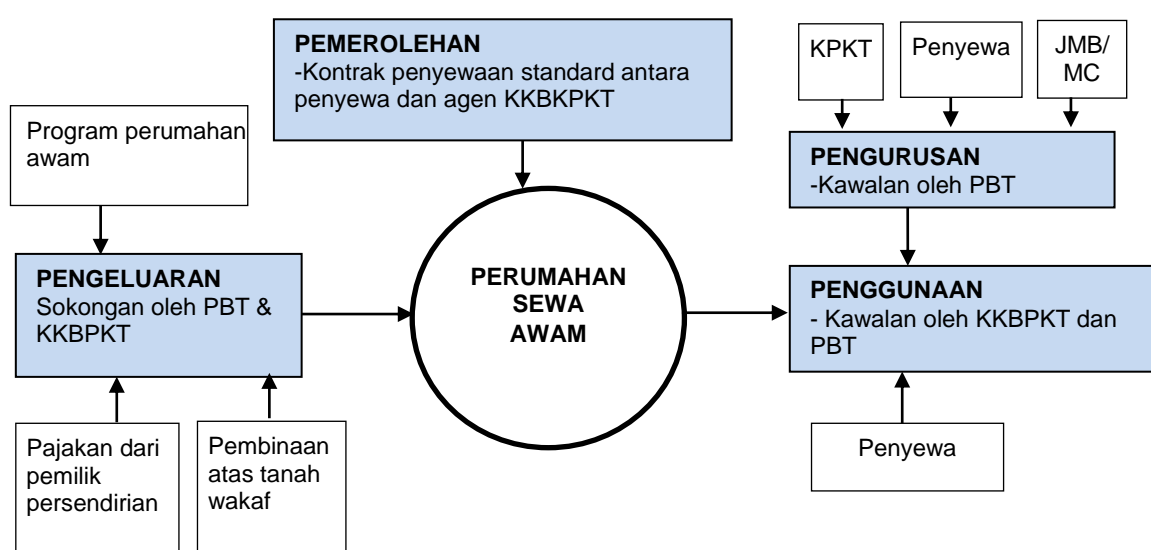 PEMEROLEHAN
-Kontrak penyewaan standard antara
penyewa dan agen KKBKPKT
KPKT
Penyewa
JMB/
MC
Program perumahan
awam
PENGURUSAN
-Kawalan oleh PBT
PENGELUARAN
Sokongan oleh PBT &
KKBPKT
PERUMAHAN
SEWA
AWAM
PENGGUNAAN
- Kawalan oleh KKBPKT dan
PBT
Pajakan dari
pemilik
persendirian
Pembinaan
atas tanah
wakaf
Penyewa